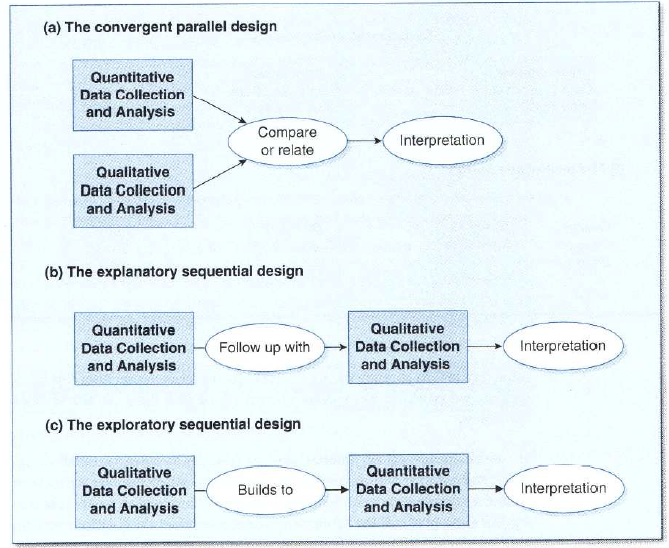 (a) The convergent parallel design
Quantitative
Data Collection
and Analysis
Compare
or relate
Interpretation
Qualitative
Data Collection
and Analysis
(b) The explanatory sequential design
Quantitative
Data Collection
and Analysis
Follow up with
Qualitative
Data Collection
and Analysis
Interpretation
(c) The exploratory sequential design
Qualitative
Data Collection
and Analysis
Builds to
Quantitative
Data Collection
and Analysis
Interpretation